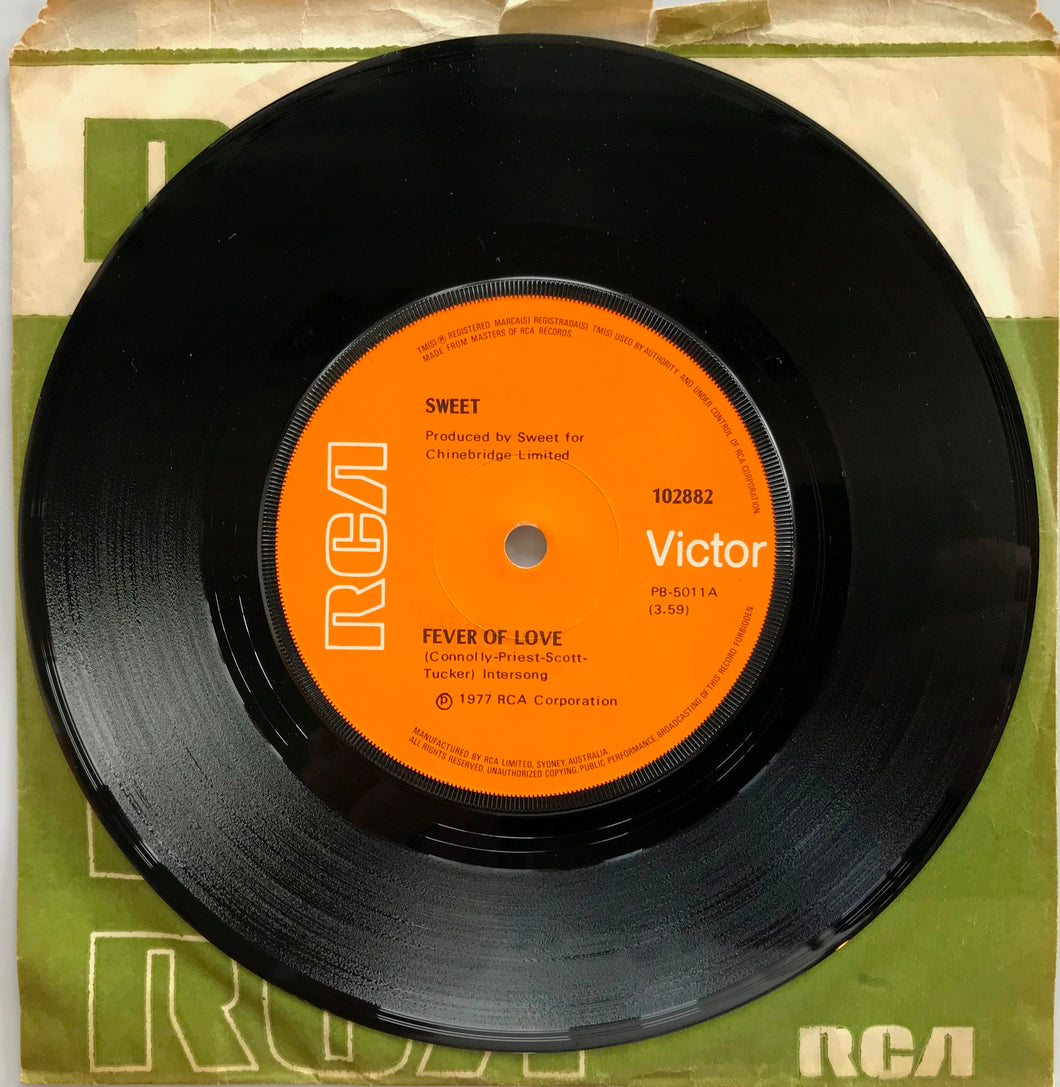 TM(S) ® REGISTERED MARCA(S) REGISTRADA(S) TM(S) USED BY AUTHORITY AND UNDER CONTROL OF RCA CORPORATION.
MADE FROM MASTERS OF RCA RECORDS.
SWEET
Produced by Sweet for
Chinebridge Limited
RCA
102882
Victor
PB-5011A
(3.59)
FEVER OF LOVE
(Connolly-Priest-Scott-
Tucker) Intersong
℗ 1977 RCA Corporation
MANUFACTURED BY RCA LIMITED, SYDNEY, AUSTRALIA.
ALL RIGHTS RESERVED. UNAUTHORIZED COPYING, PUBLIC PERFORMANCE, BROADCASTING OF THIS RECORD FORBIDDEN
RCA
RCA